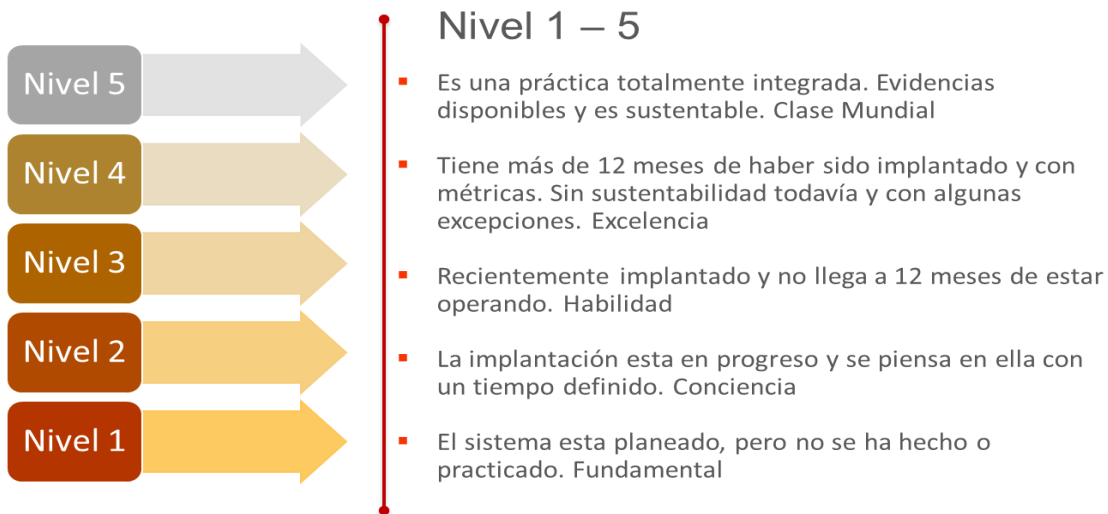 Nivel 1 – 5
Nivel 5
▪ Es una práctica totalmente integrada. Evidencias
disponibles y es sustentable. Clase Mundial
Nivel 4
▪ Tiene más de 12 meses de haber sido implantado y con
métricas. Sin sustentabilidad todavía y con algunas
excepciones. Excelencia
Nivel 3
▪ Recientemente implantado y no llega a 12 meses de estar
operando. Habilidad
Nivel 2
▪ La implantación esta en progreso y se piensa en ella con
un tiempo definido. Conciencia
Nivel 1
▪ El sistema esta planeado, pero no se ha hecho o
practicado. Fundamental